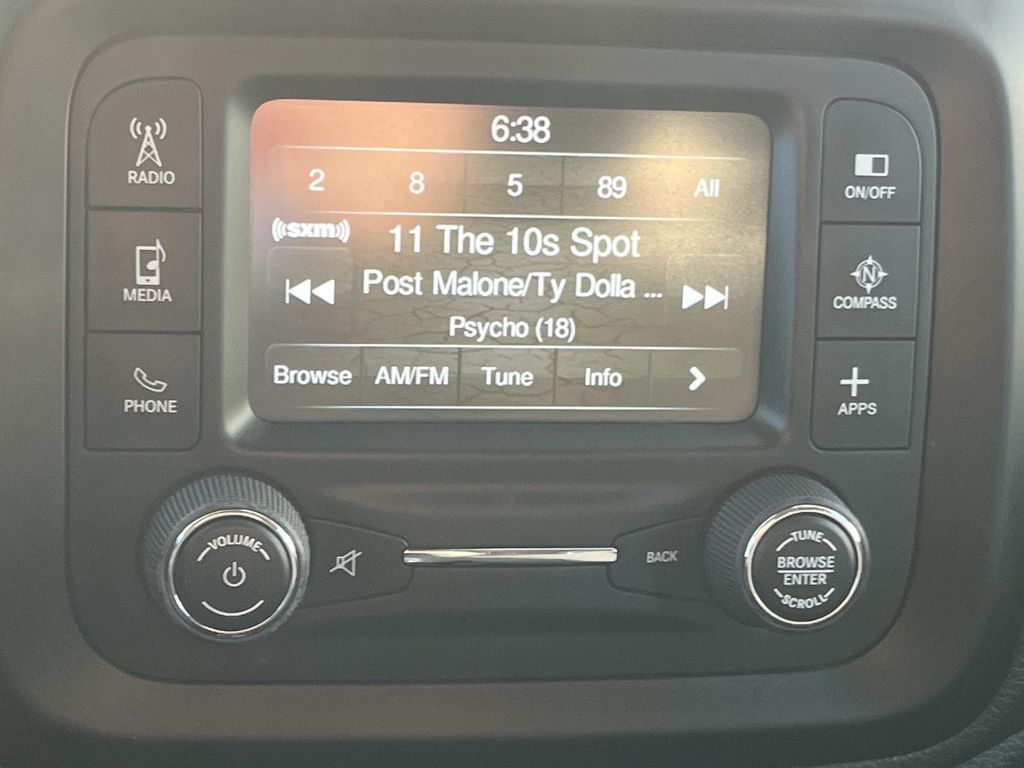 6:38
2 8 5 89 All
((sxm))
11 The 10s Spot
Post Malone/Ty Dolla ...
Psycho (18)
Browse AM/FM Tune Info >
RADIO
MEDIA
PHONE
ON/OFF
N
COMPASS
APPS
VOLUME
BACK
TUNE
BROWSE
ENTER
SCROLL